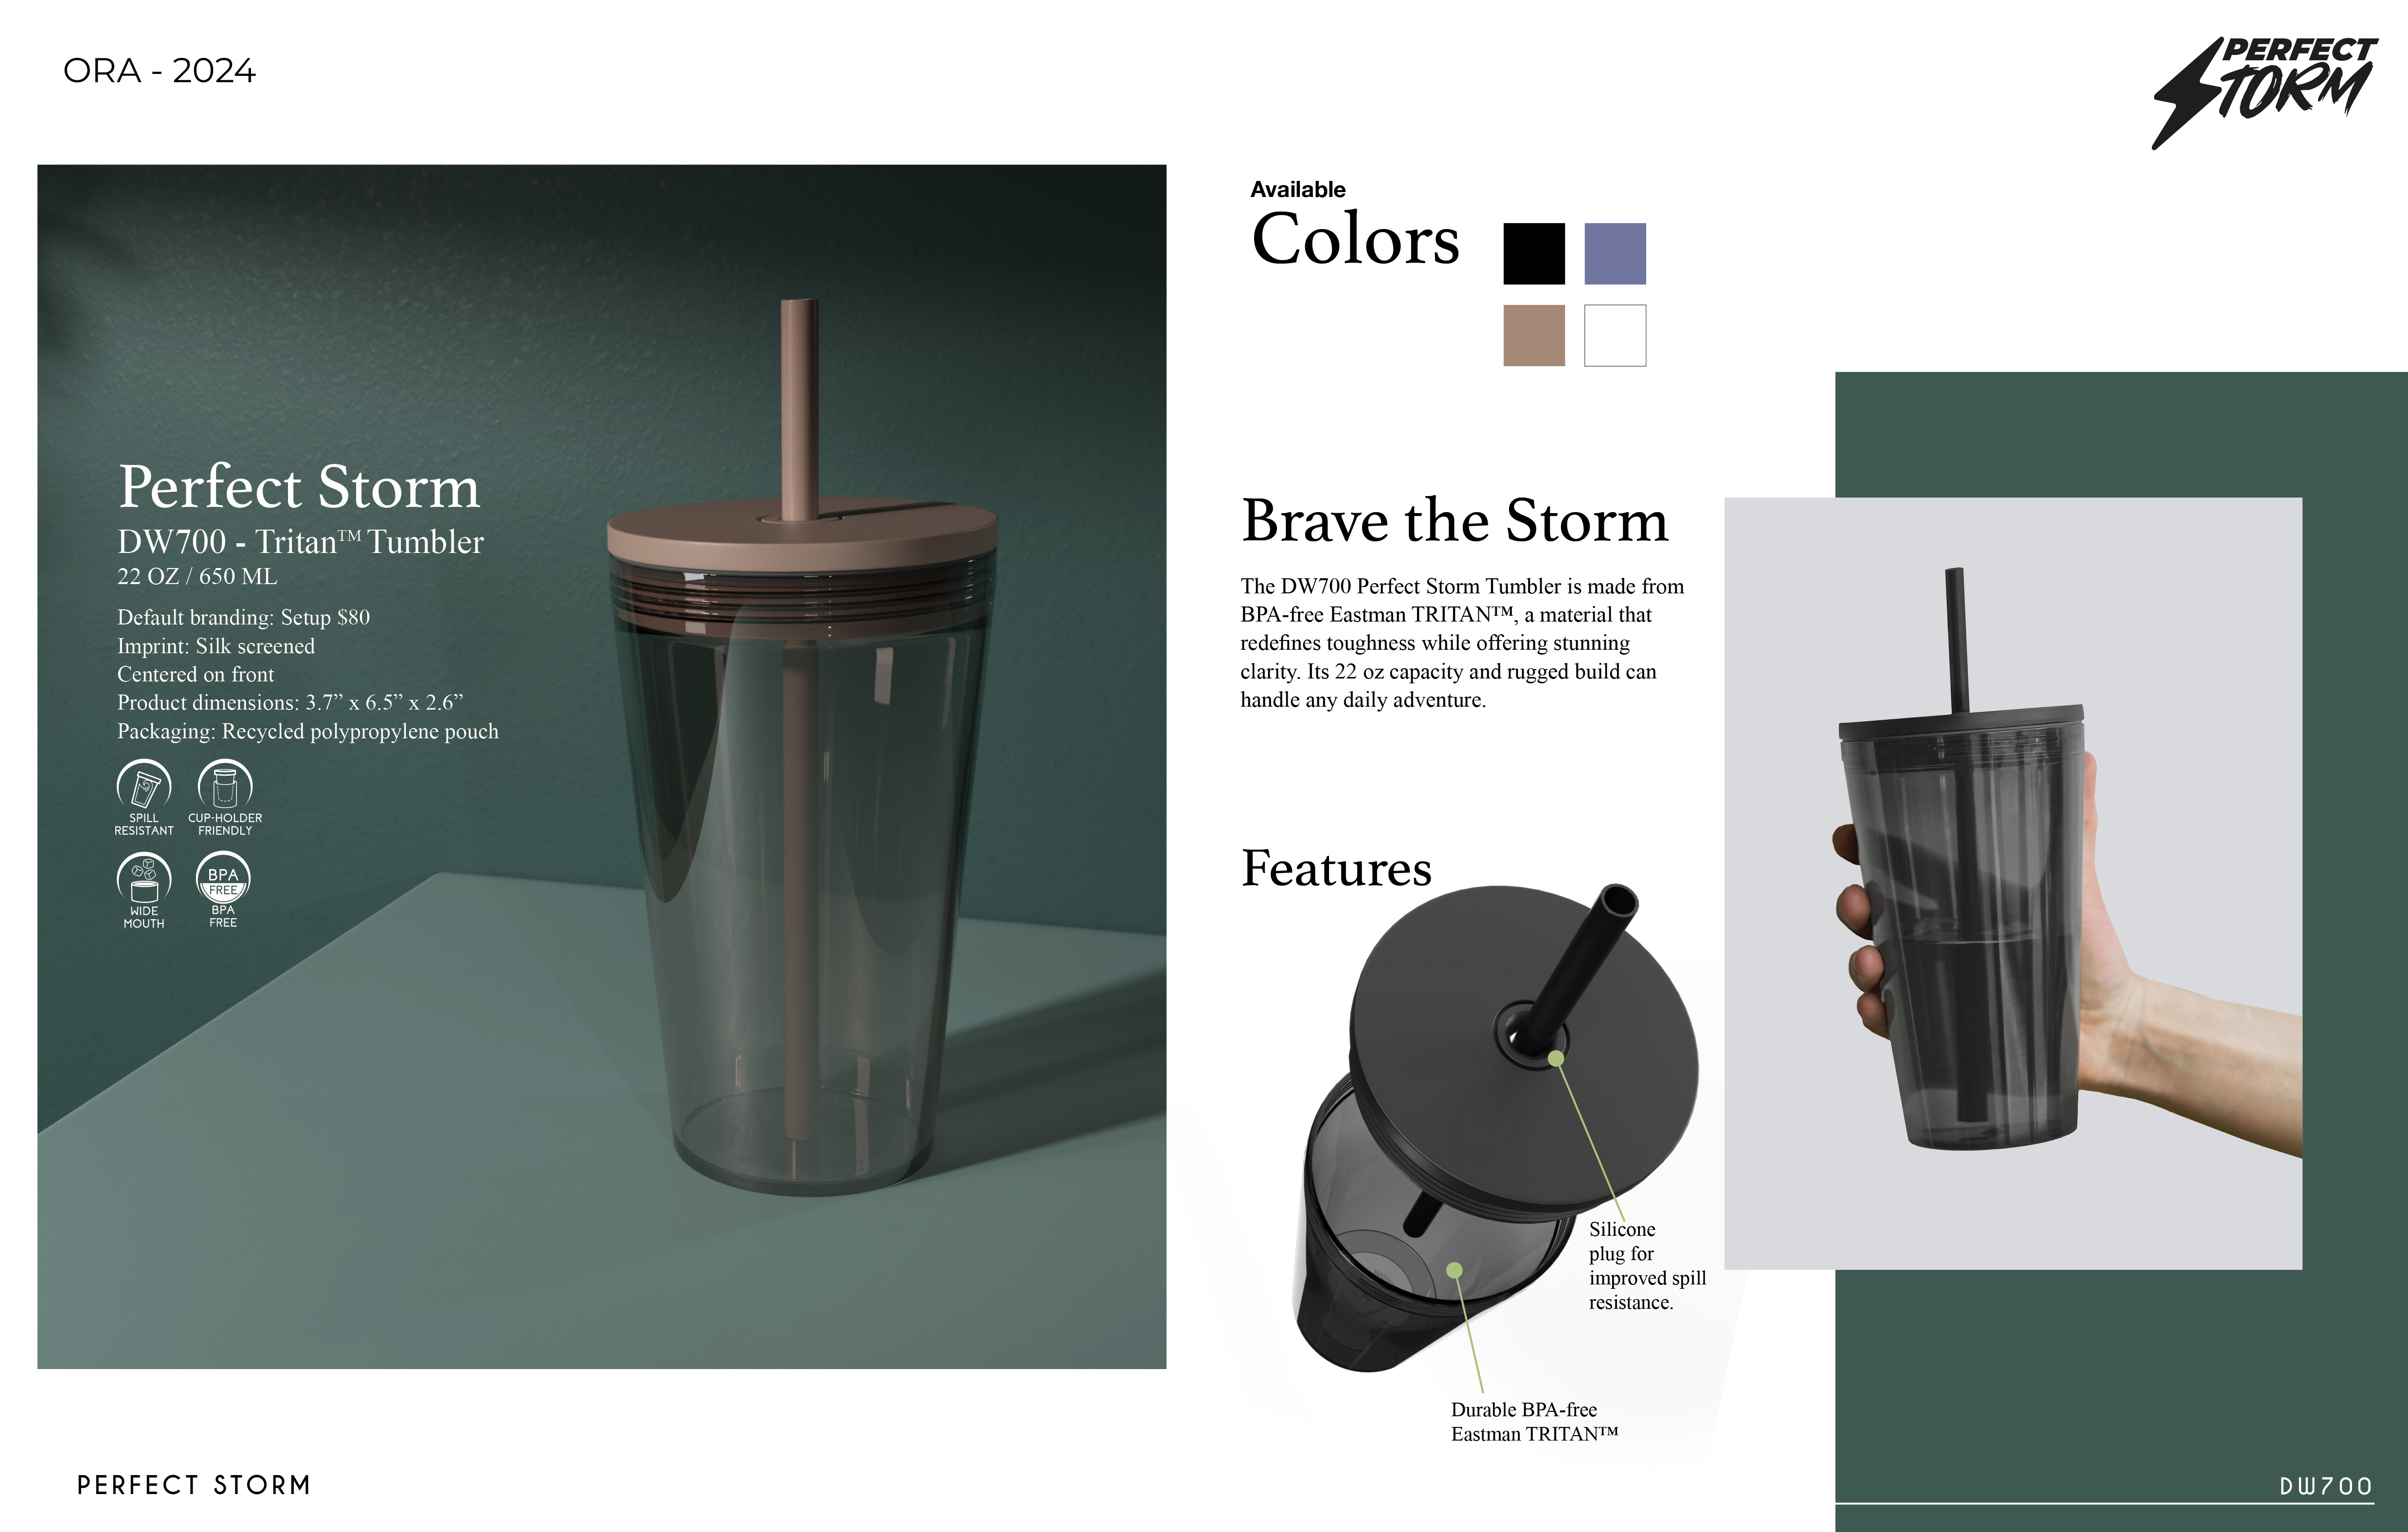 ORA - 2024
PERFECT
STORM
Perfect Storm
DW700 - Tritan™ Tumbler
22 OZ / 650 ML
Default branding: Setup $80
Imprint: Silk screened
Centered on front
Product dimensions: 3.7” x 6.5” x 2.6”
Packaging: Recycled polypropylene pouch
SPILL
RESISTANT
CUP-HOLDER
FRIENDLY
WIDE
MOUTH
BPA
FREE
BPA
FREE
Available
Colors
Brave the Storm
The DW700 Perfect Storm Tumbler is made from
BPA-free Eastman TRITAN™, a material that
redefines toughness while offering stunning
clarity. Its 22 oz capacity and rugged build can
handle any daily adventure.
Features
Silicone
plug for
improved spill
resistance.
Durable BPA-free
Eastman TRITAN™
PERFECT STORM
DW700